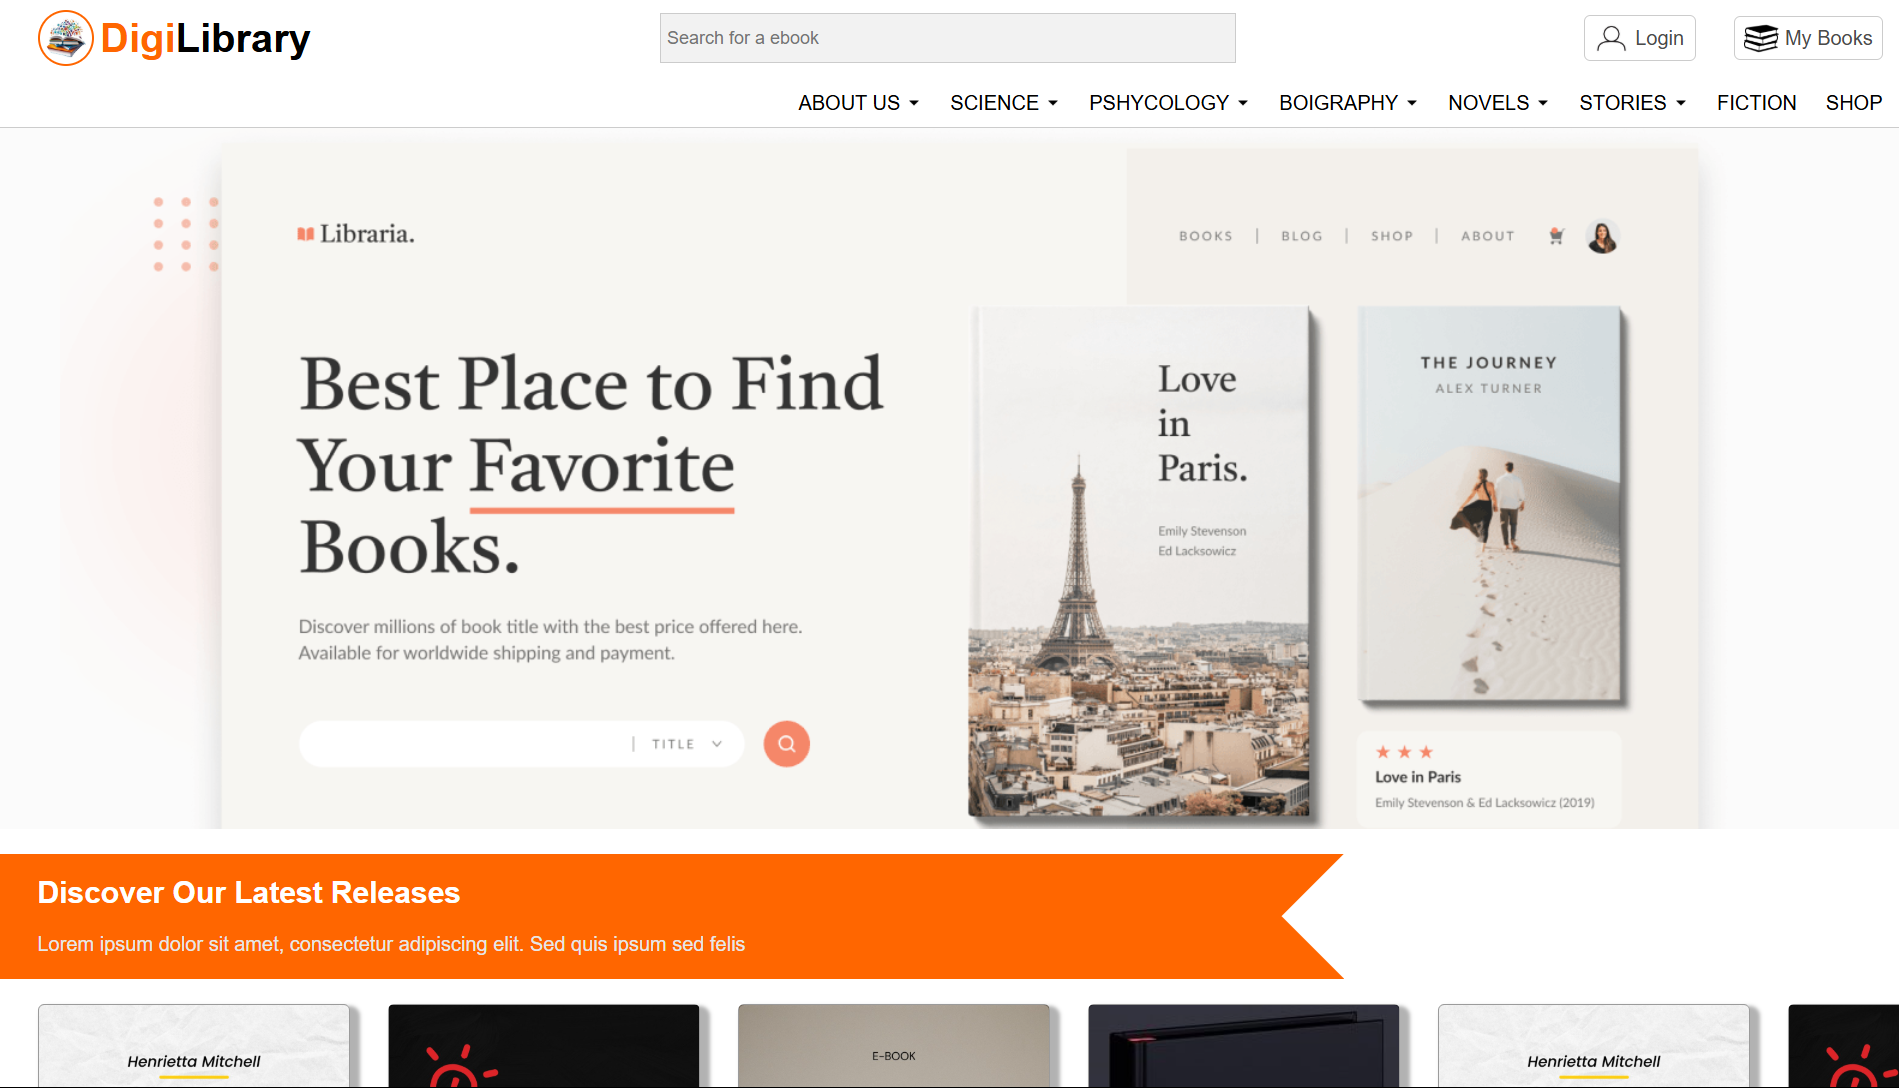 DigiLibrary
Search for a ebook
Login
My Books
ABOUT US
SCIENCE
PSHYCOLOGY
BOIGRAPHY
NOVELS
STORIES
FICTION
SHOP
Libraria.
BOOKS | BLOG | SHOP | ABOUT
Best Place to Find
Your Favorite
Books.
Discover millions of book title with the best price offered here.
Available for worldwide shipping and payment.
TITLE
Love
in
Paris.
Emily Stevenson
Ed Lacksowicz
THE JOURNEY
ALEX TURNER
Love in Paris
Emily Stevenson & Ed Lacksowicz (2019)
Discover Our Latest Releases
Lorem ipsum dolor sit amet, consectetur adipiscing elit. Sed quis ipsum sed felis
Henrietta Mitchell
E-BOOK
Henrietta Mitchell